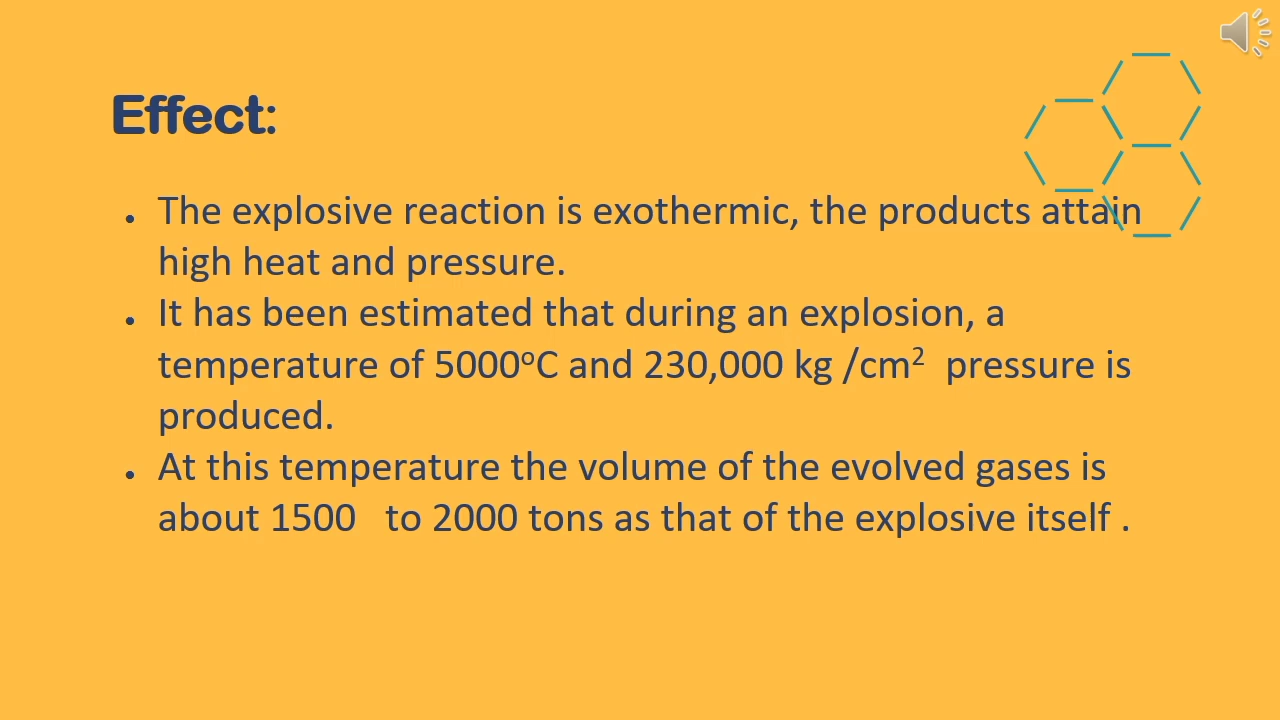 Effect:
• The explosive reaction is exothermic, the products attain
high heat and pressure.
• It has been estimated that during an explosion, a
temperature of 5000ºC and 230,000 kg /cm² pressure is
produced.
• At this temperature the volume of the evolved gases is
about 1500 to 2000 tons as that of the explosive itself .